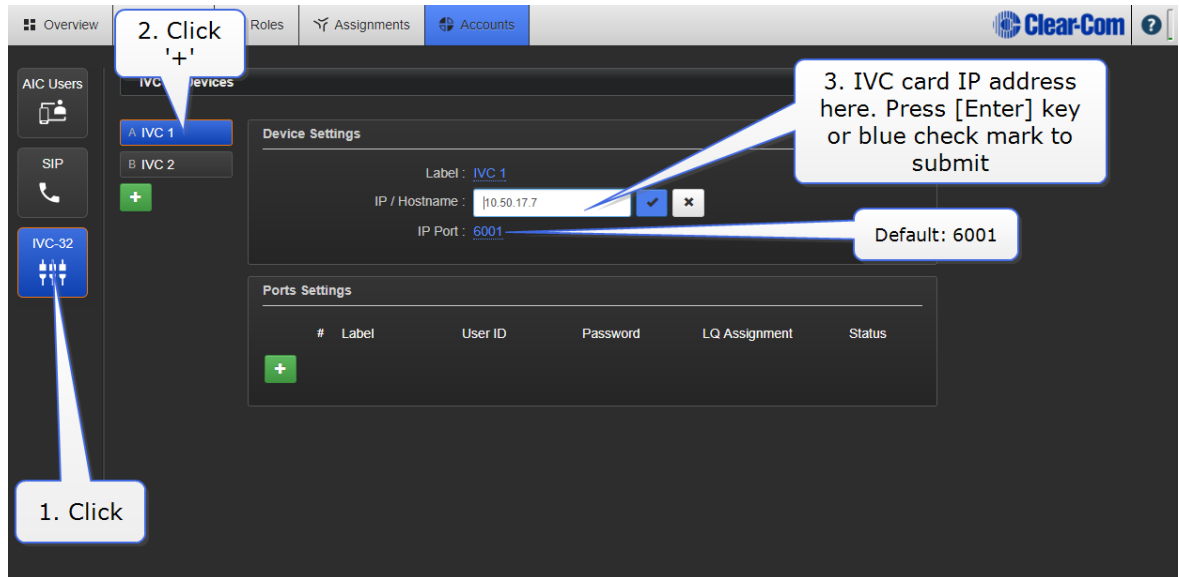 Overview
Roles
Assignments
Accounts
Clear-Com
?
2. Click
'+'
AIC Users
SIP
IVC-32
Devices
A IVC 1
B IVC 2
+
Device Settings
Label : IVC 1
IP / Hostname : 10.50.17.7
IP Port : 6001
3. IVC card IP address
here. Press [Enter] key
or blue check mark to
submit
Default: 6001
Ports Settings
# Label User ID Password LQ Assignment Status
+
1. Click